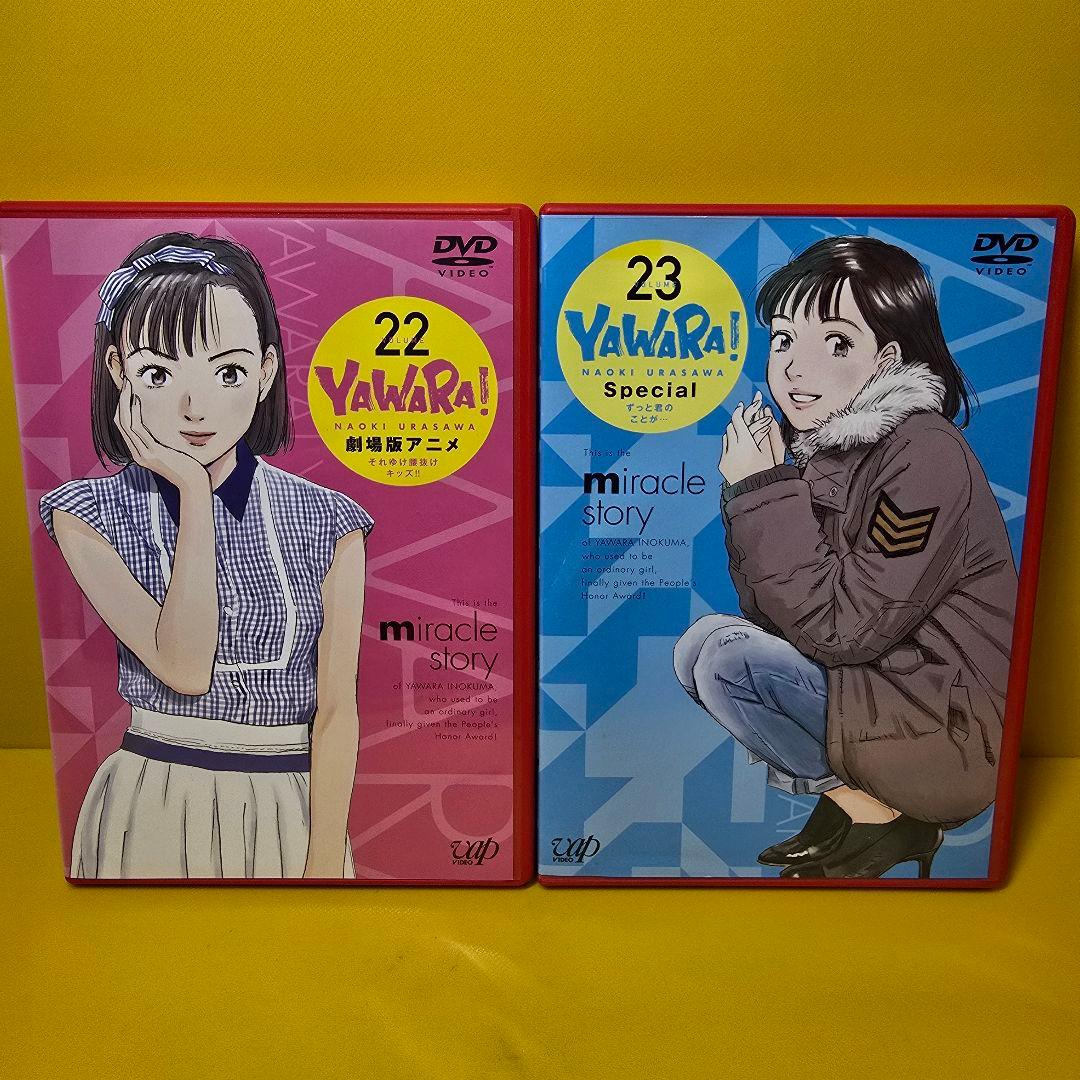 DVD
VIDEO
22
VOLUME
YAWARA!
NAOKI URASAWA
劇場版アニメ
それゆけ腰抜け
キッズ!!
This is the
miracle
story
of YAWARA INOKUMA,
who used to be
an ordinary girl,
finally given the People's
Honor Award!
vap
VIDEO
DVD
VIDEO
23
VOLUME
YAWARA!
NAOKI URASAWA
Special
ずっと君の
ことが…
This is the
miracle
story
of YAWARA INOKUMA,
who used to be
an ordinary girl,
finally given the People's
Honor Award!
vap
VIDEO